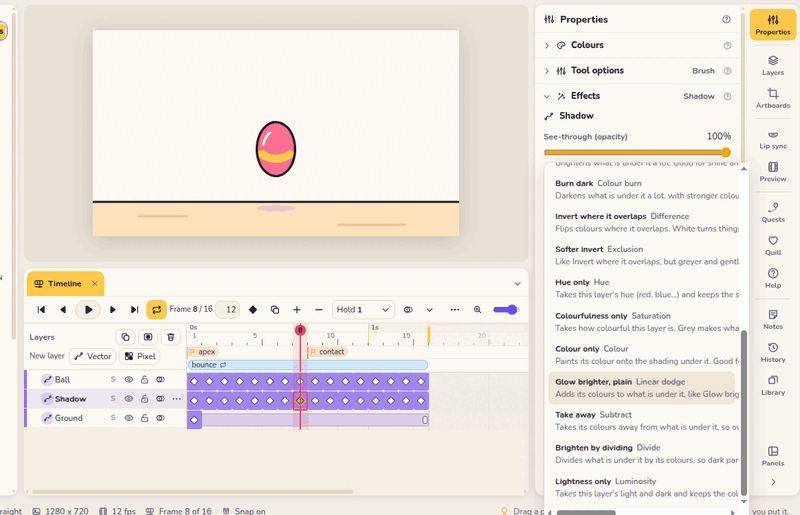 Properties
Colours
Tool options Brush
Effects Shadow
Shadow
See-through (opacity) 100%
Burn dark Colour burn
Darkens what is under it a lot, with stronger
Invert where it overlaps Difference
Flips colours where it overlaps. White turns things
Softer invert Exclusion
Like Invert where it overlaps, but greyer and
Hue only Hue
Takes this layer's hue (red, blue...) and keeps the
Colourfulness only Saturation
Takes how colourful this layer is. Grey makes
Colour only Colour
Paints its colour onto the shading under it. Good
Glow brighter, plain Linear dodge
Adds its colours to what is under it, like Glow
Take away Subtract
Takes its colours away from what is under it, so
Brighten by dividing Divide
Divides what is under it by its colours, so dark
Lightness only Luminosity
Takes this layer's light and dark and keeps the
Properties
Layers
Artboards
Lip sync
Preview
Quests
Quill
Help
Notes
History
Library
Panels
Timeline
Frame 8 / 16 12 Hold 1
Layers
New layer Vector Pixel
0s 1s
1 5 8 10 15 20
apex contact
bounce
Ball S
Shadow S
Ground S
1280 x 720 12 fps Frame 8 of 16 Snap on
Drag a
you put it.